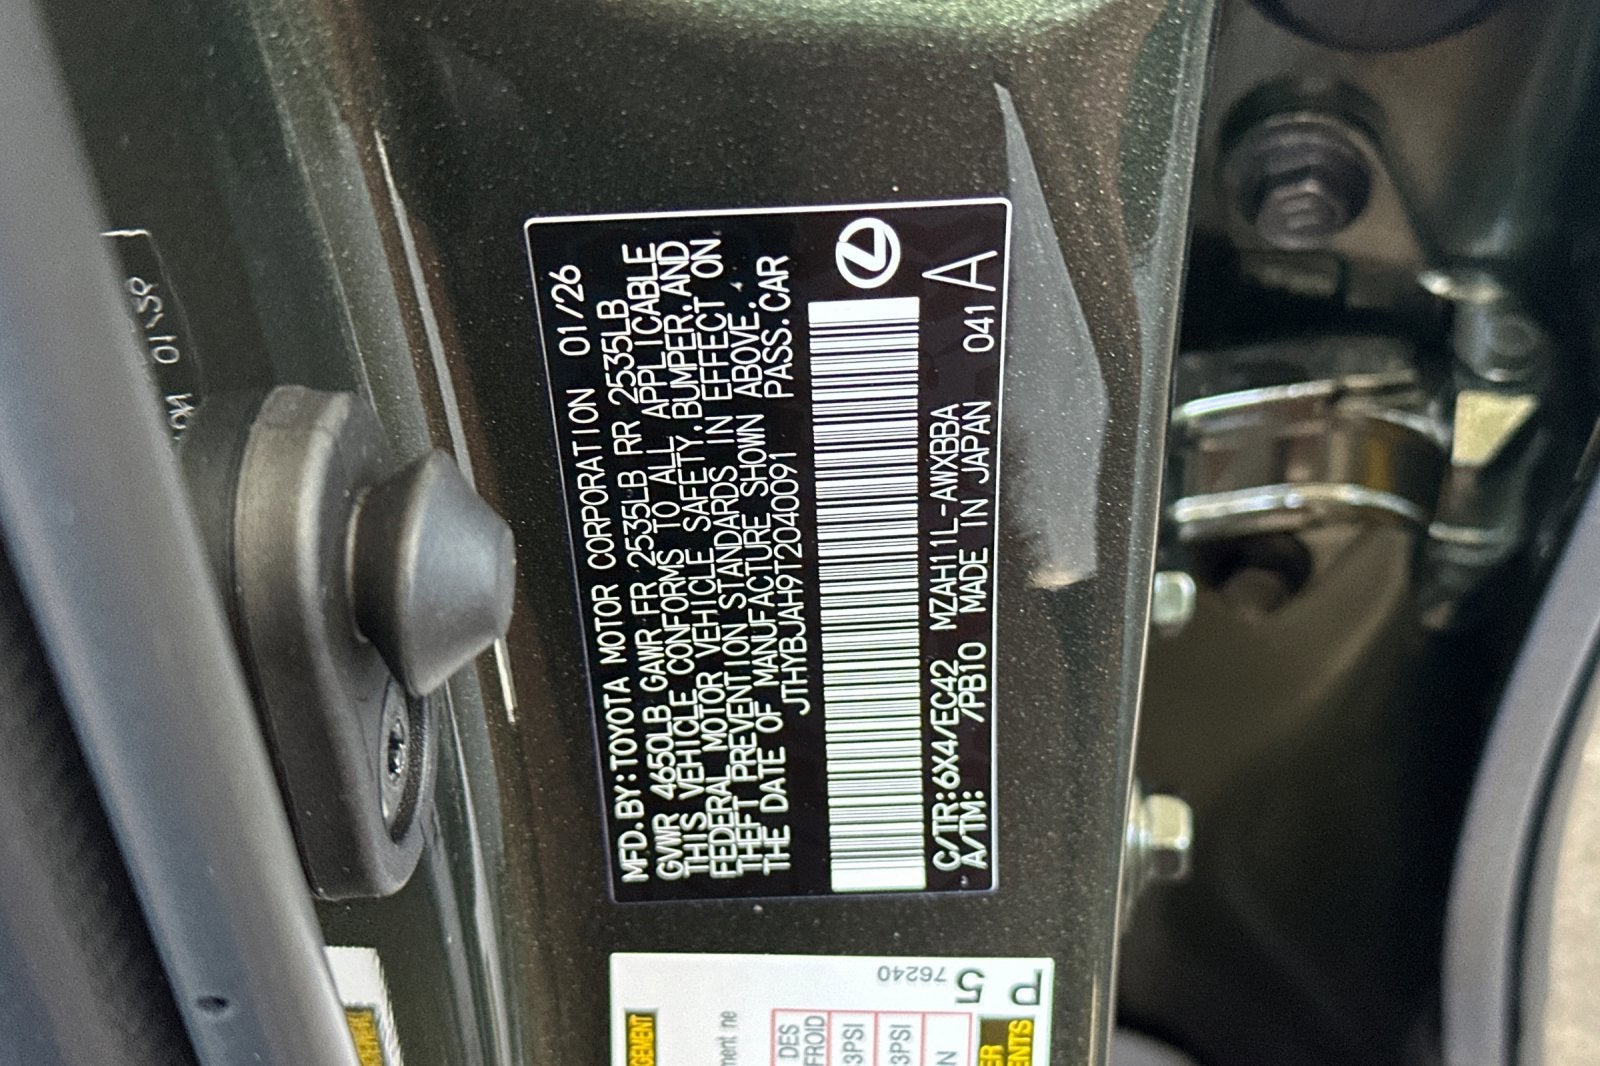 MFD.BY:TOYOTA MOTOR CORPORATION 01/26
GVWR 4650LB GAWR FR 2535LB RR 2535LB
THIS VEHICLE CONFORMS TO ALL APPLICABLE
FEDERAL MOTOR VEHICLE SAFETY,BUMPER,AND
THEFT PREVENTION STANDARDS IN EFFECT ON
THE DATE OF MANUFACTURE SHOWN ABOVE.
JTHYBJAH9T2040091 PASS.CAR
C/TR:6X4/EC42 MZAH11L-AWXBBA 041 A
A/TM: /PB10 MADE IN JAPAN
76240
5
DES
FROID
3PSI
3PSI
N